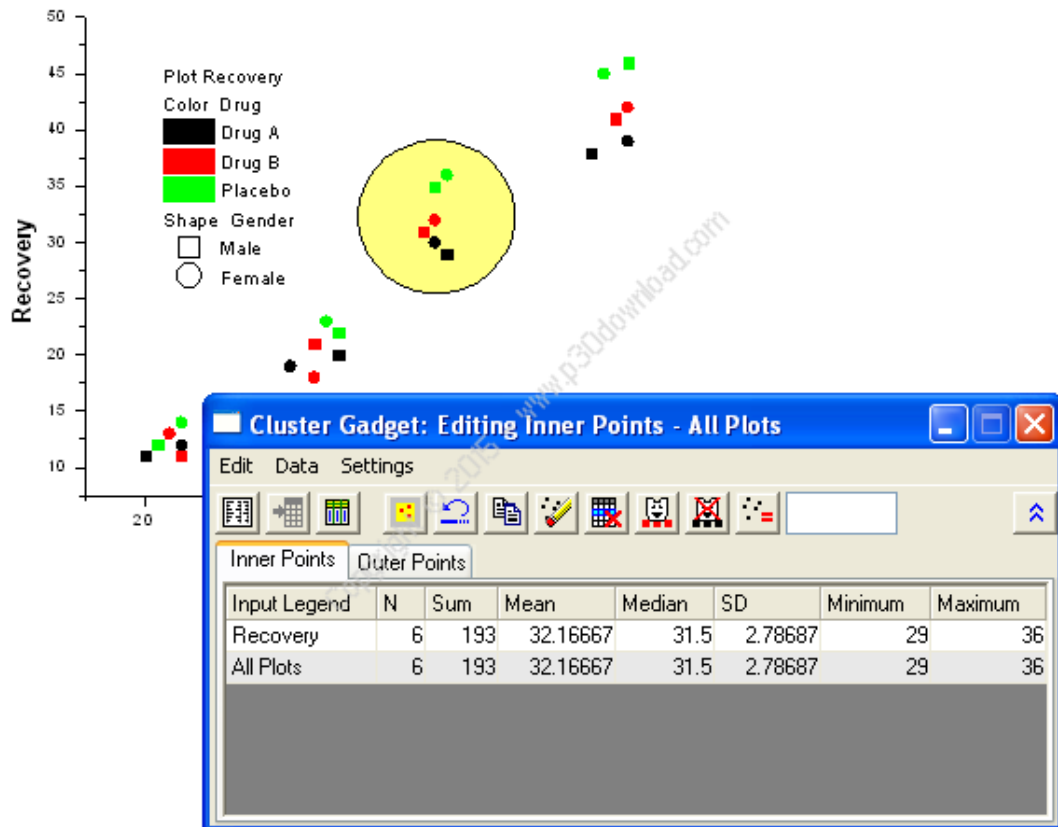 50
45
40
35
30
25
20
15
10
Recovery
20
Plot Recovery
Color Drug
Drug A
Drug B
Placebo
Shape Gender
Male
Female
Copyright © 2015 - www.p30download.com
Cluster Gadget: Editing Inner Points - All Plots
Edit Data Settings
Inner Points Outer Points
Input Legend N Sum Mean Median SD Minimum Maximum
Recovery 6 193 32.16667 31.5 2.78687 29 36
All Plots 6 193 32.16667 31.5 2.78687 29 36